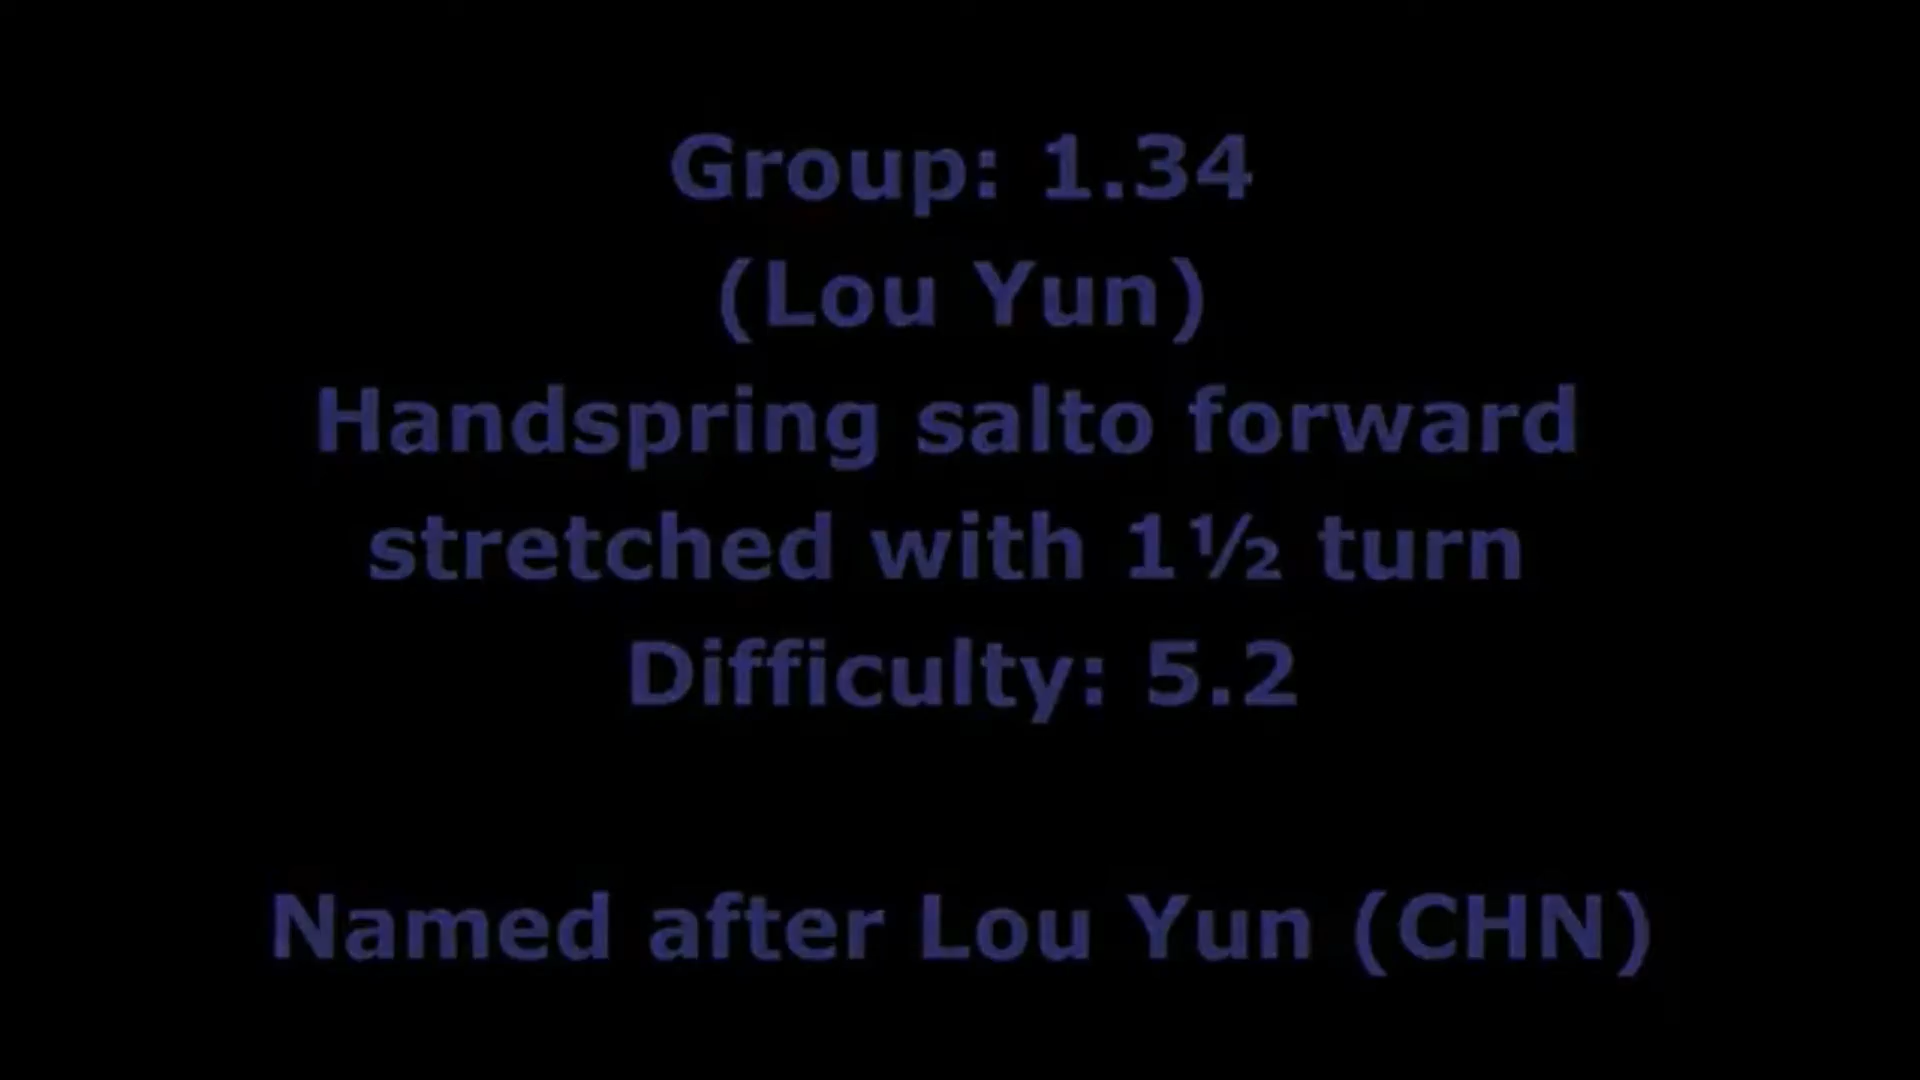 Group: 1.34
(Lou Yun)
Handspring salto forward
stretched with 1½ turn
Difficulty: 5.2
Named after Lou Yun (CHN)